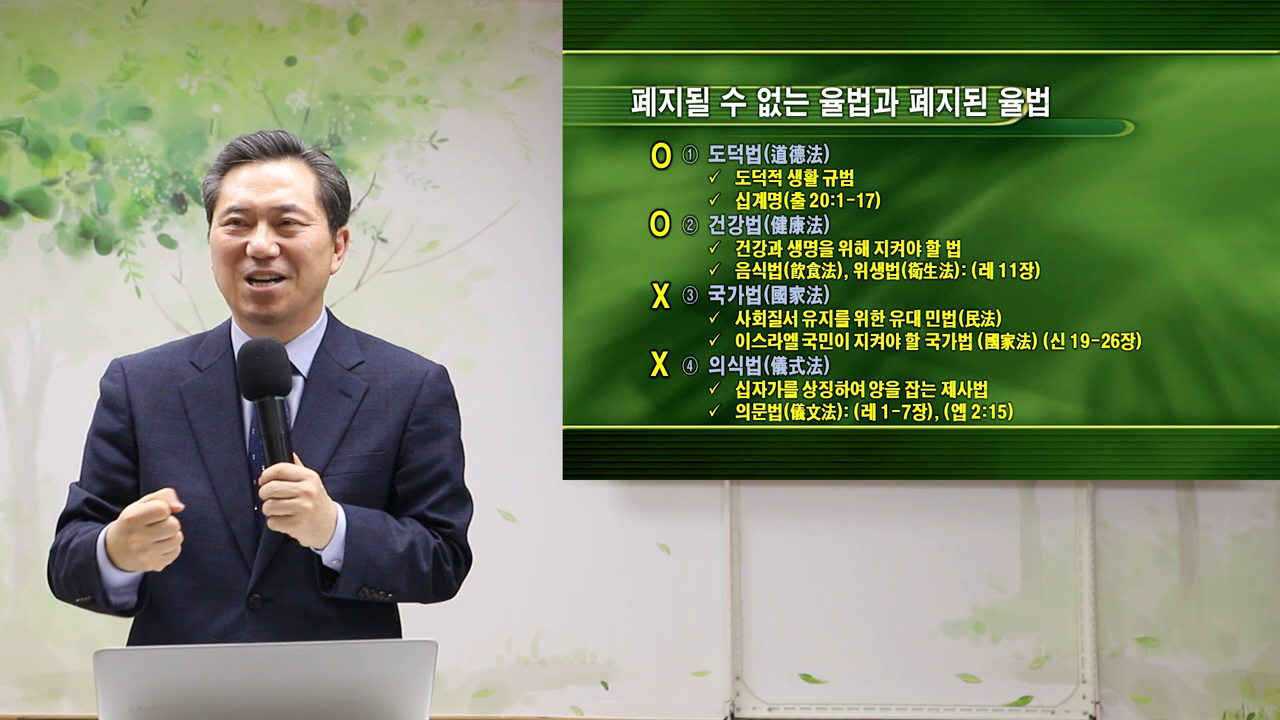 폐지될 수 없는 율법과 폐지된 율법
O ① 도덕법(道德法)
✓ 도덕적 생활 규범
✓ 십계명(출 20:1-17)
O ② 건강법(健康法)
✓ 건강과 생명을 위해 지켜야 할 법
✓ 음식법(飮食法), 위생법(衛生法): (레 11장)
X ③ 국가법(國家法)
✓ 사회질서 유지를 위한 유대 민법(民法)
✓ 이스라엘 국민이 지켜야 할 국가법 (國家法) (신 19-26장)
X ④ 의식법(儀式法)
✓ 십자가를 상징하여 양을 잡는 제사법
✓ 의문법(儀文法): (레 1-7장), (엡 2:15)